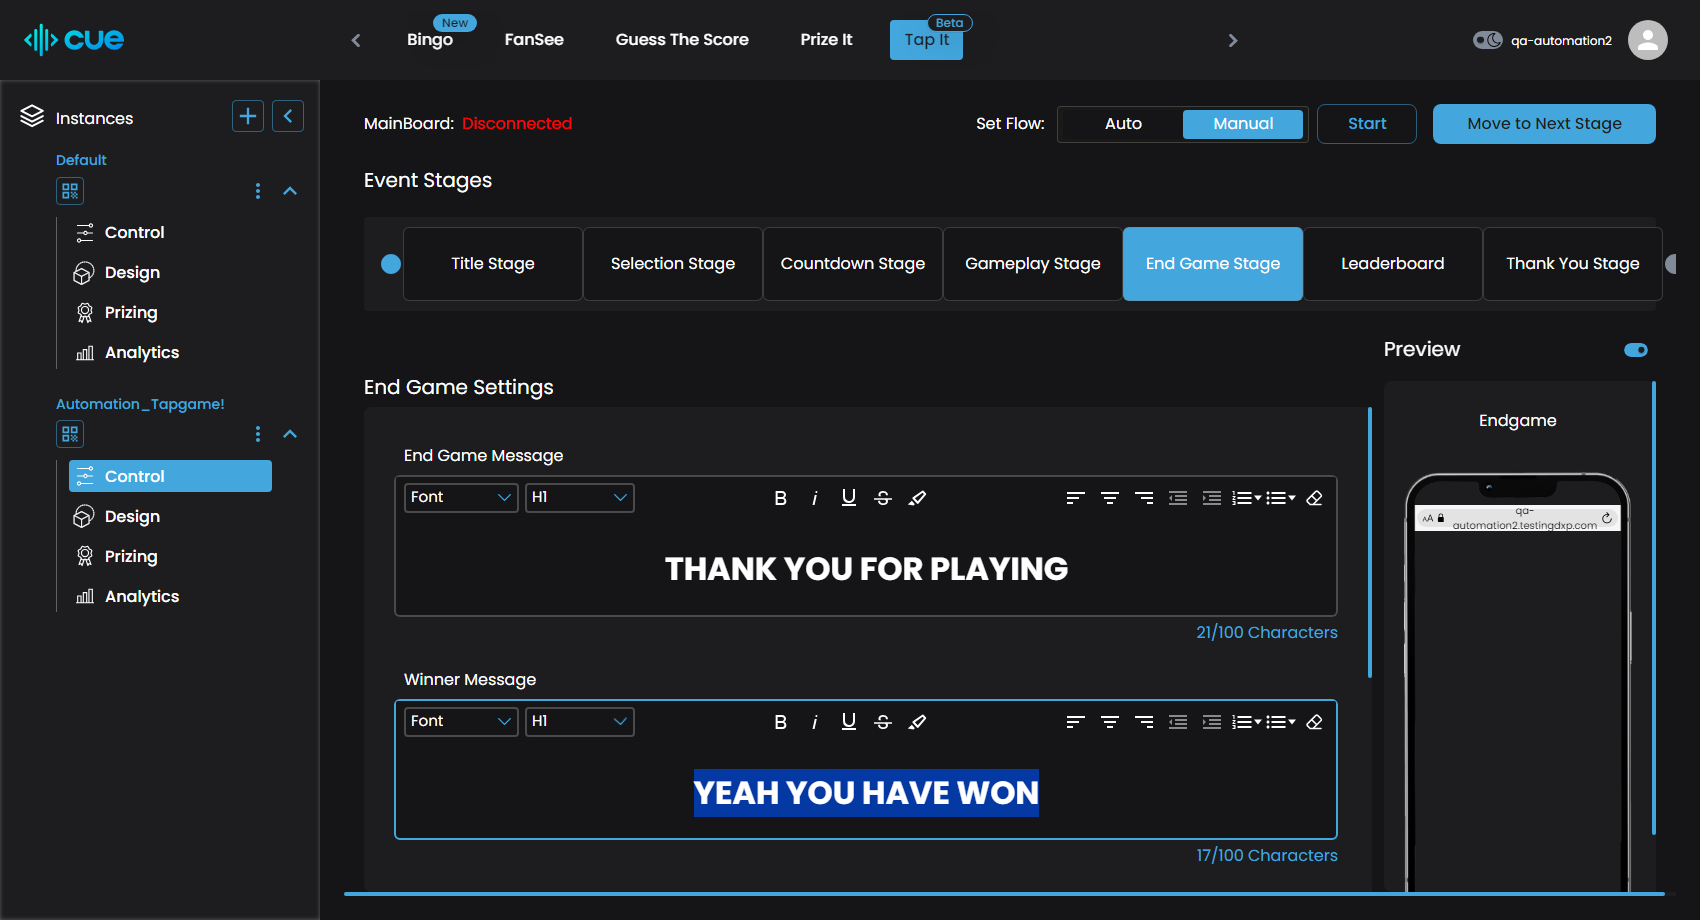 cue
Bingo
New
FanSee
Guess The Score
Prize It
Tap It
Beta
qa-automation2
Instances
Default
Control
Design
Prizing
Analytics
Automation_Tapgame!
Control
Design
Prizing
Analytics
MainBoard: Disconnected
Set Flow:
Auto
Manual
Start
Move to Next Stage
Event Stages
Title Stage
Selection Stage
Countdown Stage
Gameplay Stage
End Game Stage
Leaderboard
Thank You Stage
End Game Settings
End Game Message
Font
H1
B
i
U
S
THANK YOU FOR PLAYING
21/100 Characters
Winner Message
Font
H1
B
i
U
S
YEAH YOU HAVE WON
17/100 Characters
Preview
Endgame
AA
qa-
automation2.testingdxp.com